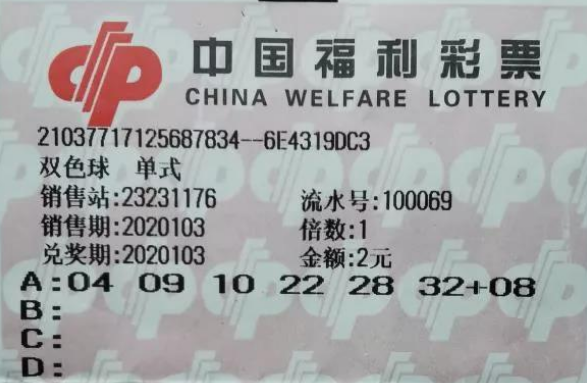 中国福利彩票
CHINA WELFARE LOTTERY
21037717125687834--6E4319DC3
双色球 单式
销售站:23231176 流水号:100069
销售期:2020103 倍数:1
兑奖期:2020103 金额:2元
A:04 09 10 22 28 32+08
B:
C:
D: